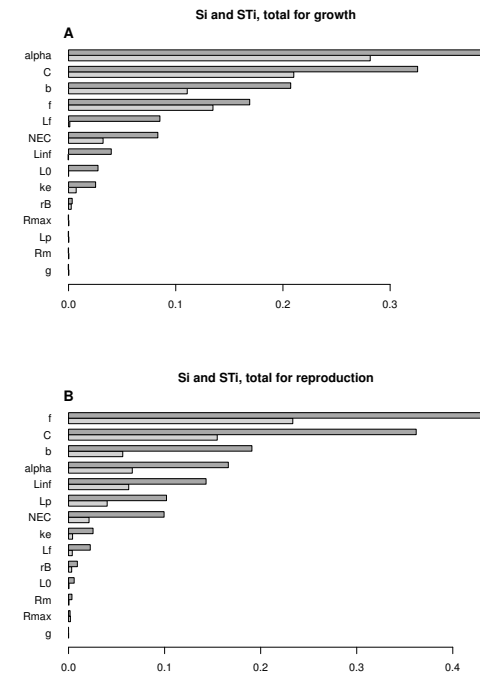 Si and STi, total for growth
A
alpha
C
b
f
Lf
NEC
Linf
L0
ke
rB
Rmax
Lp
Rm
g
0.0 0.1 0.2 0.3
Si and STi, total for reproduction
B
f
C
b
alpha
Linf
Lp
NEC
ke
Lf
rB
L0
Rm
Rmax
g
0.0 0.1 0.2 0.3 0.4